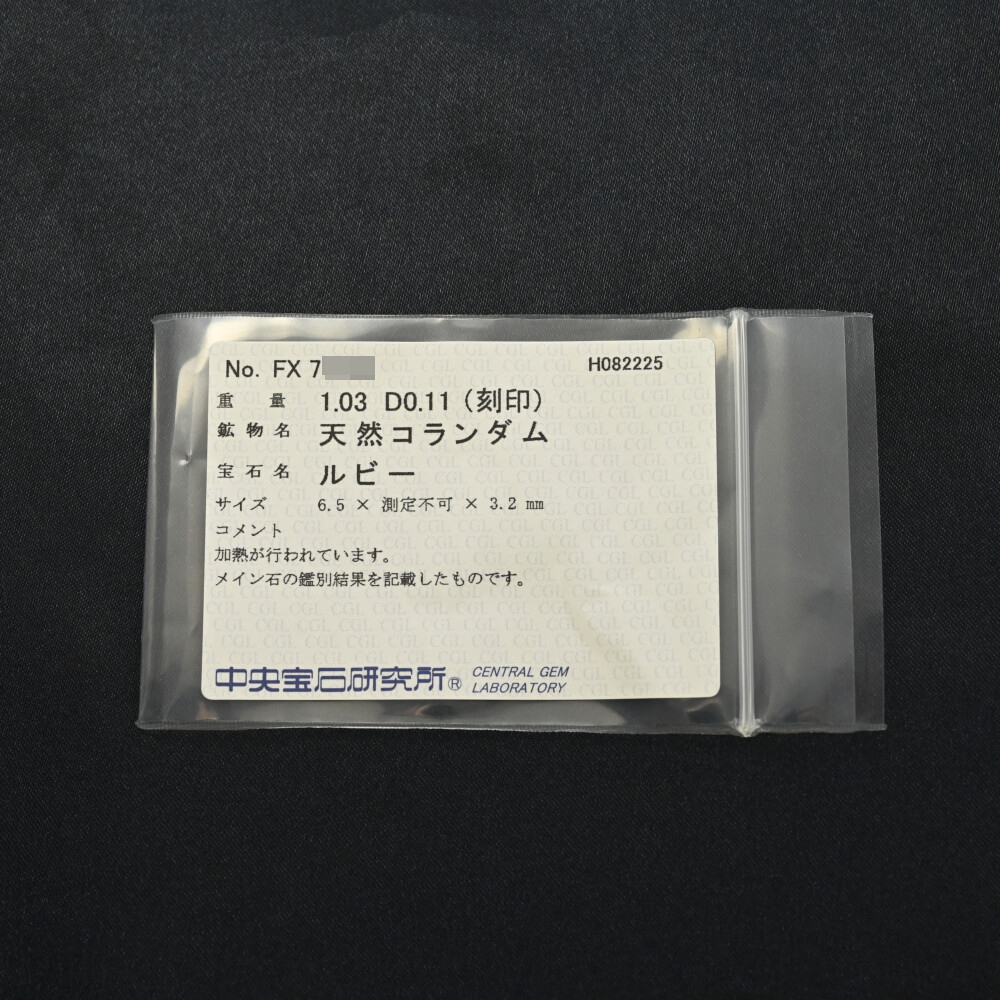 No. FX 7
H082225
重 量 1.03 D0.11 (刻印)
鉱物名 天然コランダム
宝石名 ルビー
サイズ 6.5 × 測定不可 × 3.2 mm
コメント
加熱が行われています。
メイン石の鑑別結果を記載したものです。
中央宝石研究所® CENTRAL GEM
LABORATORY